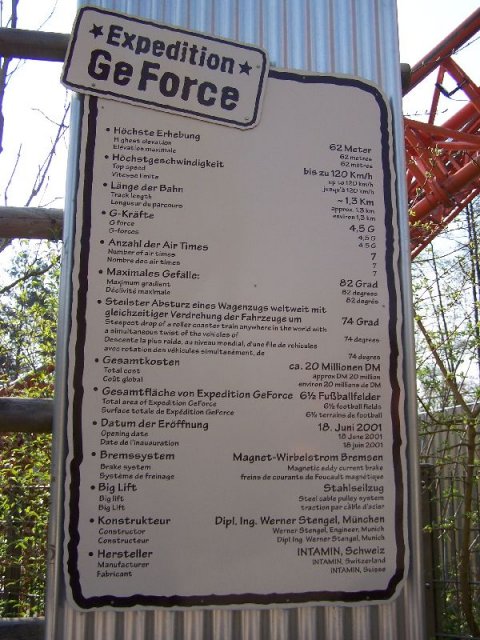 Expedition
GeForce
• Höchste Erhebung 62 Meter
Highest elevation 62 metres
Elévation maximale 62 mètres
• Höchstgeschwindigkeit bis zu 120 Km/h
Top speed up to 120 km/h
Vitesse limite jusqu'à 120 km/h
• Länge der Bahn ~ 1,3 Km
Track length approx. 1,3 km
Longueur du parcours environ 1,3 km
• G-Kräfte 4,5 G
G force 4,5 G
G-forces 4,5 G
• Anzahl der Air Times 7
Number of air times 7
Nombre des air times 7
• Maximales Gefälle: 82 Grad
Maximum gradient 82 degrees
Déclivité maximale 82 degrés
• Steilster Absturz eines Wagenzugs weltweit mit
gleichzeitiger Verdrehung der Fahrzeuge um 74 Grad
Steepest drop of a roller coaster train anywhere in the world with
a simultaneous twist of the vehicles of 74 degrees
Descente la plus raide, au niveau mondial, d'une file de véhicules
avec rotation des véhicules simultanément, de 74 degres
• Gesamtkosten ca. 20 Millionen DM
Total cost approx DM 20 million
Coût global environ 20 millions de DM
• Gesamtfläche von Expedition GeForce 6½ Fußballfelder
Total area of Expedition GeForce 6½ football fields
Surface totale de Expédition GeForce 6½ terrains de football
• Datum der Eröffnung 18. Juni 2001
Opening date 18 June 2001
Date de l'inauauration 18 juin 2001
• Bremssystem Magnet-Wirbelstrom Bremsen
Brake system Magnetic eddy current brake
Système de freinage freins de courants de Foucault magnétique
• Big Lift Stahlseilzug
Big lift Steel cable pulley system
Big Lift traction par câble d'acier
• Konstrukteur Dipl. Ing. Werner Stengel, München
Constructor Werner Stengel, Engineer, Munich
Constructeur Dipl Ing. Werner Stangel, Munich
• Hersteller INTAMIN, Schweiz
Manufacturer INTAMIN, Switzerland
Fabricant INTAMIN, Suisse